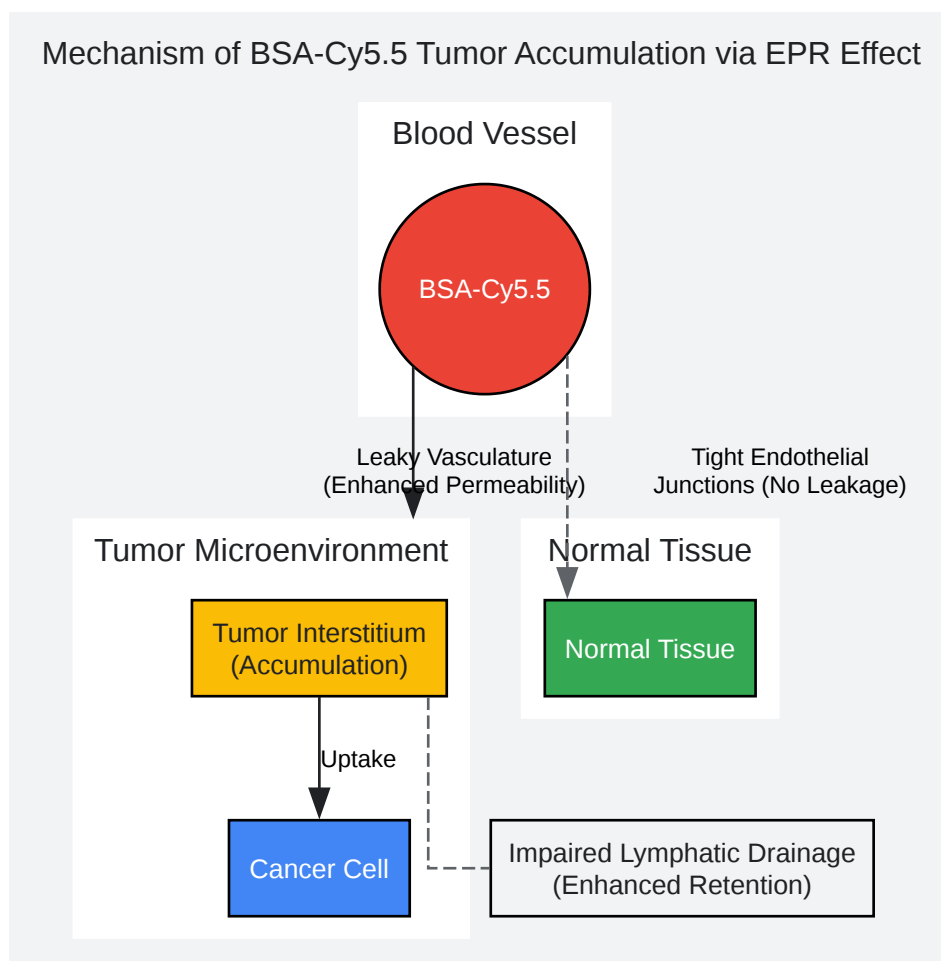 Mechanism of BSA-Cy5.5 Tumor Accumulation via EPR Effect
Blood Vessel
BSA-Cy5.5
Leaky Vasculature
(Enhanced Permeability)
Tight Endothelial
Junctions (No Leakage)
Tumor Microenvironment
Normal Tissue
Tumor Interstitium
(Accumulation)
Normal Tissue
Uptake
Cancer Cell
Impaired Lymphatic Drainage
(Enhanced Retention)